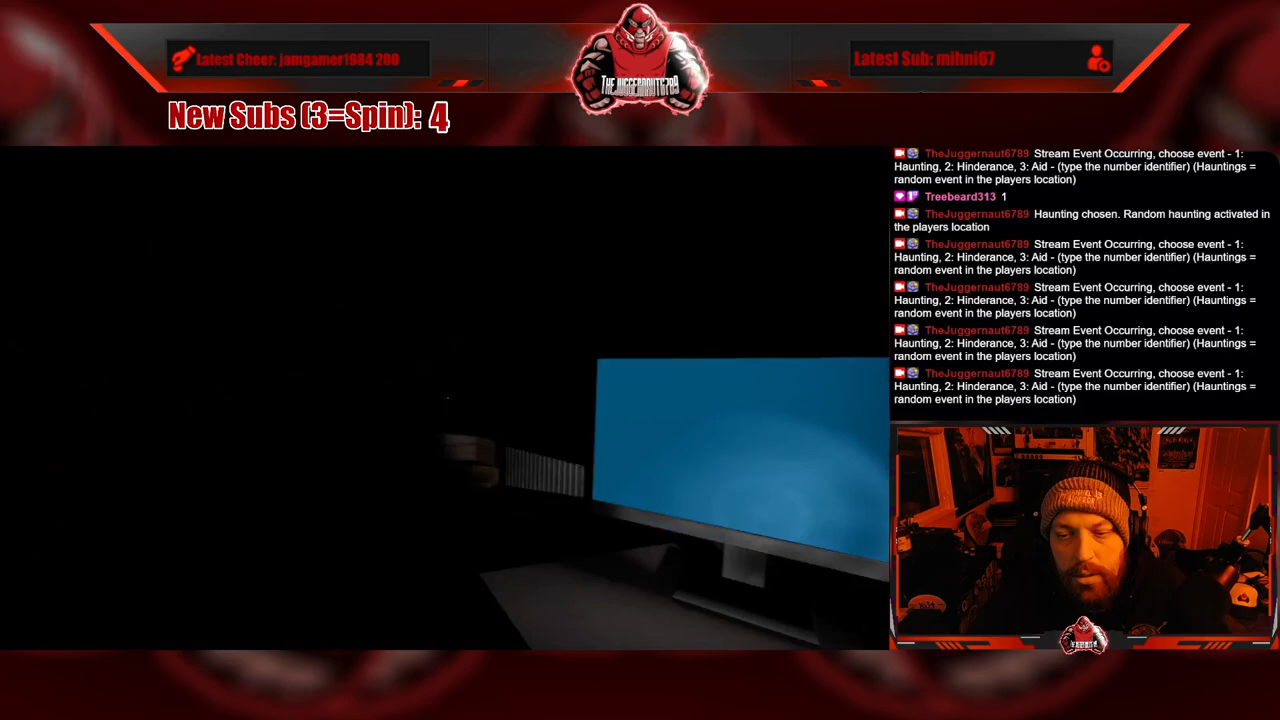 Latest Cheer: jamgamer1984 200
THEJUGGERNAUT6789
Latest Sub: mihni67
New Subs (3=Spin): 4
TheJuggernaut6789 Stream Event Occurring, choose event - 1:
Haunting, 2: Hinderance, 3: Aid - (type the number identifier) (Hauntings =
random event in the players location)
Treebeard313 1
TheJuggernaut6789 Haunting chosen. Random haunting activated in
the players location
TheJuggernaut6789 Stream Event Occurring, choose event - 1:
Haunting, 2: Hinderance, 3: Aid - (type the number identifier) (Hauntings =
random event in the players location)
TheJuggernaut6789 Stream Event Occurring, choose event - 1:
Haunting, 2: Hinderance, 3: Aid - (type the number identifier) (Hauntings =
random event in the players location)
TheJuggernaut6789 Stream Event Occurring, choose event - 1:
Haunting, 2: Hinderance, 3: Aid - (type the number identifier) (Hauntings =
random event in the players location)
TheJuggernaut6789 Stream Event Occurring, choose event - 1:
Haunting, 2: Hinderance, 3: Aid - (type the number identifier) (Hauntings =
random event in the players location)